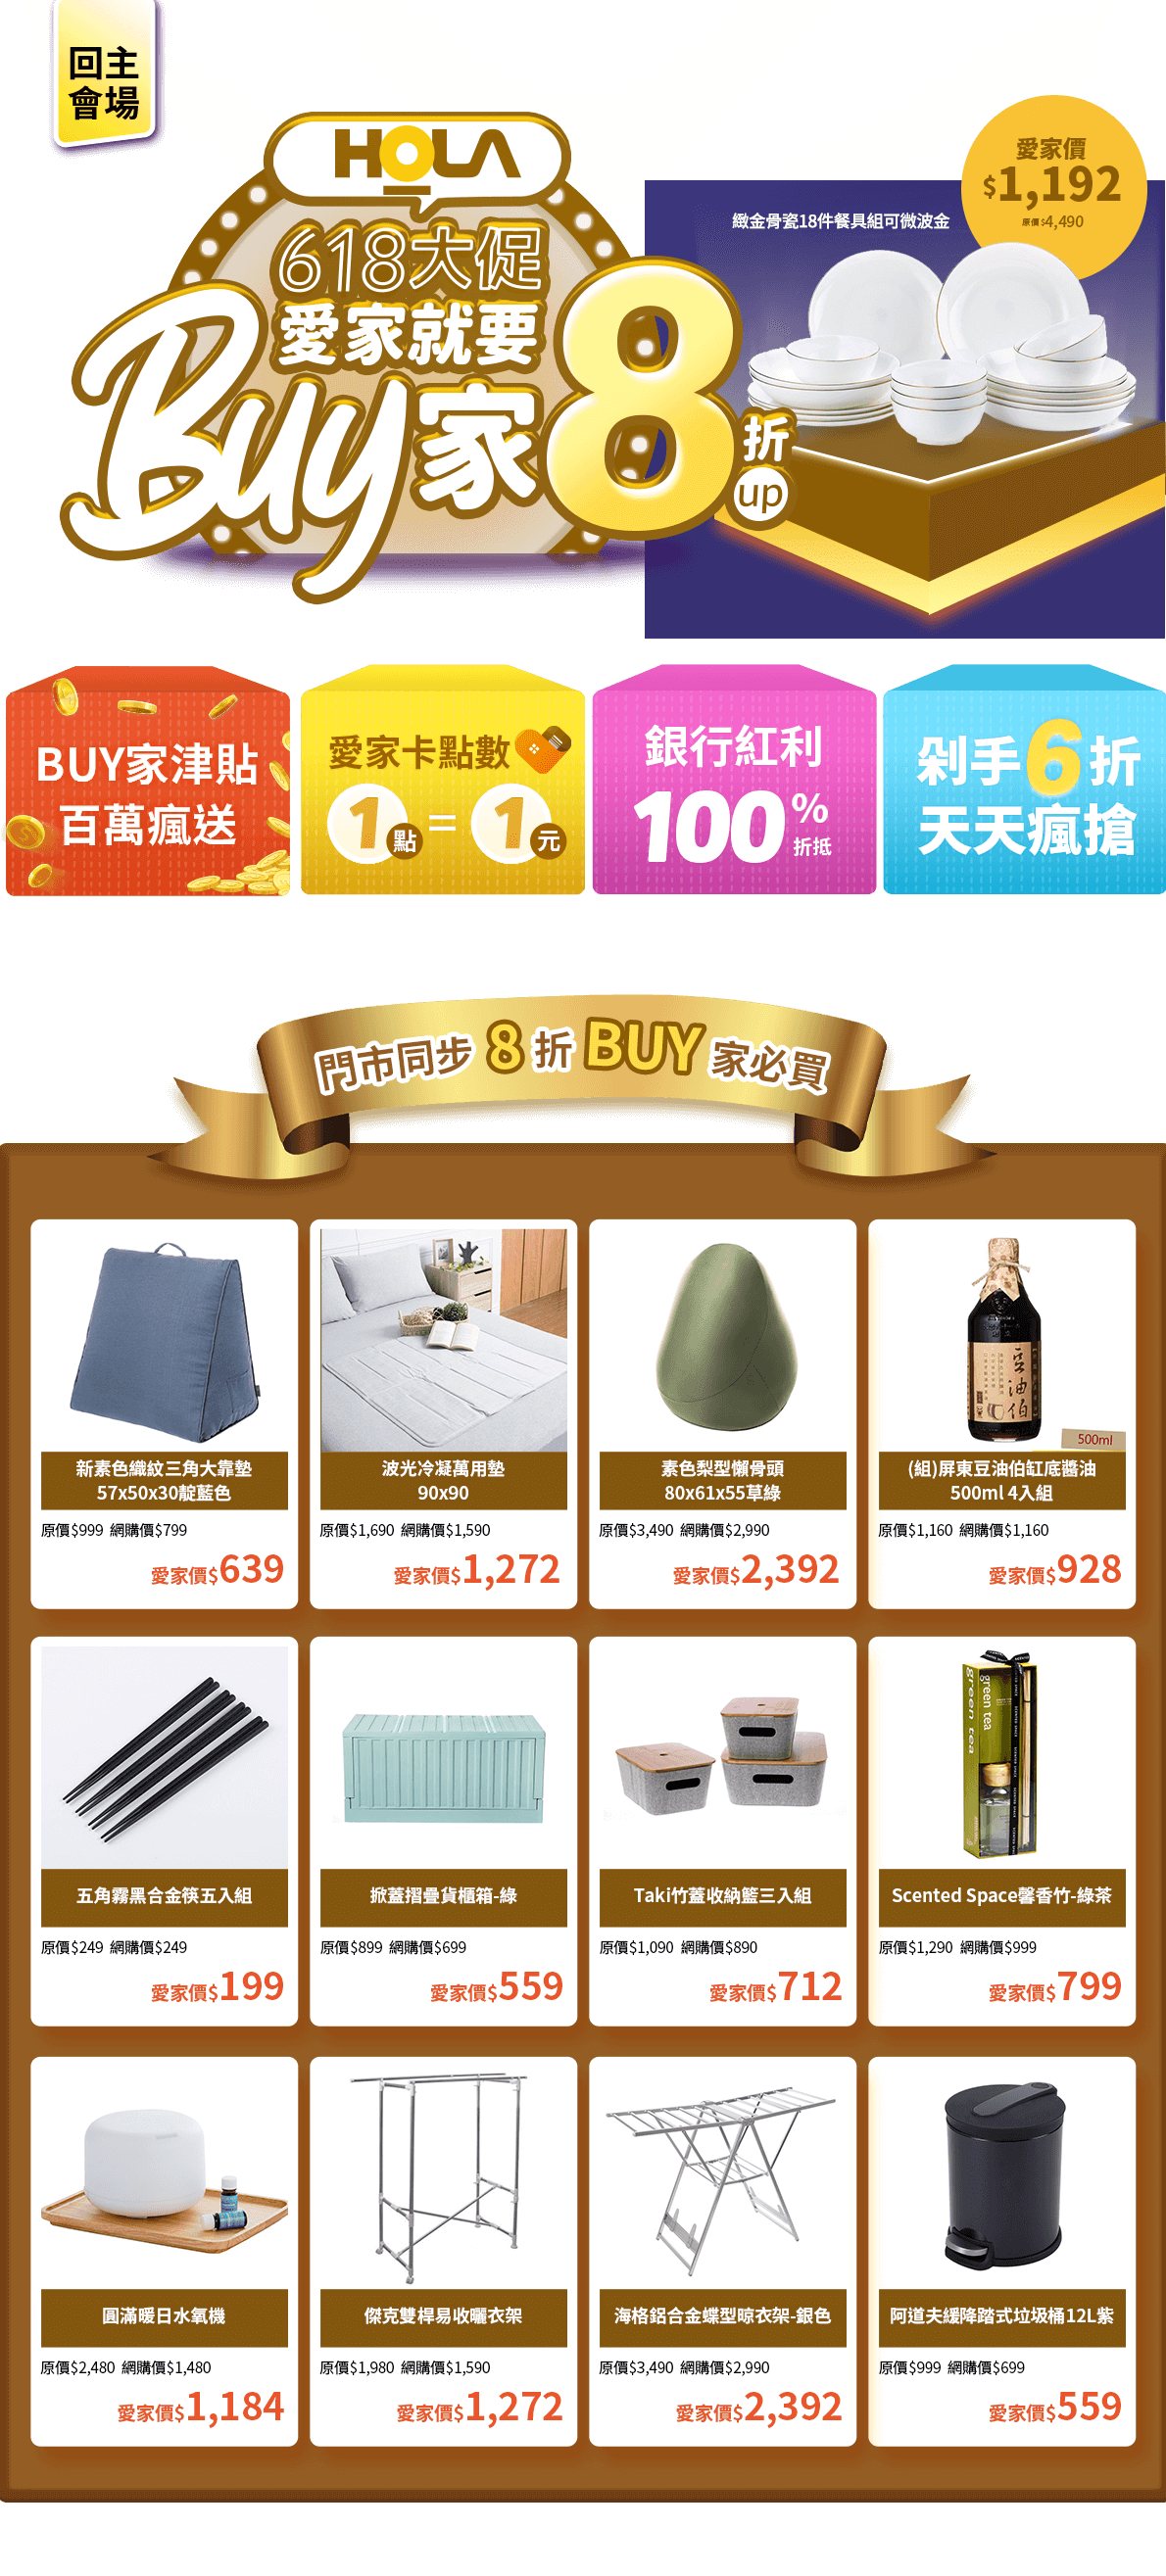 回主
會場
HOLA
618大促
愛家就要
Buy家8折up
愛家價
$1,192
原價$4,490
緻金骨瓷18件餐具組可微波金
BUY家津貼
百萬瘋送
愛家卡點數
1點=1元
銀行紅利
100%折抵
剁手6折
天天瘋搶
門市同步8折BUY家必買
豆油伯
500ml
新素色織紋三角大靠墊
57x50x30靛藍色
原價$999 網購價$799
愛家價$639
波光冷凝萬用墊
90x90
原價$1,690 網購價$1,590
愛家價$1,272
素色梨型懶骨頭
80x61x55草綠
原價$3,490 網購價$2,990
愛家價$2,392
(組)屏東豆油伯缸底醬油
500ml 4入組
原價$1,160 網購價$1,160
愛家價$928
green tea
green tea
五角霧黑合金筷五入組
原價$249 網購價$249
愛家價$199
掀蓋摺疊貨櫃箱-綠
原價$899 網購價$699
愛家價$559
Taki竹蓋收納籃三入組
原價$1,090 網購價$890
愛家價$712
Scented Space馨香竹-綠茶
原價$1,290 網購價$999
愛家價$799
圓滿暖日水氧機
原價$2,480 網購價$1,480
愛家價$1,184
傑克雙桿易收曬衣架
原價$1,980 網購價$1,590
愛家價$1,272
海格鋁合金蝶型晾衣架-銀色
原價$3,490 網購價$2,990
愛家價$2,392
阿道夫緩降踏式垃圾桶12L紫
原價$999 網購價$699
愛家價$559